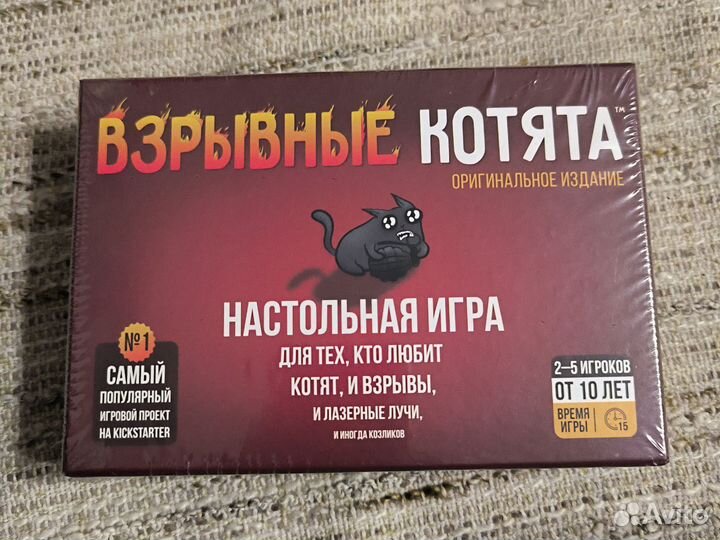 ВЗРЫВНЫЕ КОТЯТА™
ОРИГИНАЛЬНОЕ ИЗДАНИЕ
НАСТОЛЬНАЯ ИГРА
ДЛЯ ТЕХ, КТО ЛЮБИТ
КОТЯТ, И ВЗРЫВЫ,
И ЛАЗЕРНЫЕ ЛУЧИ,
И ИНОГДА КОЗЛИКОВ
№1
САМЫЙ
ПОПУЛЯРНЫЙ
ИГРОВОЙ ПРОЕКТ
НА KICKSTARTER
2–5 ИГРОКОВ
ОТ 10 ЛЕТ
ВРЕМЯ
ИГРЫ
15
Avito